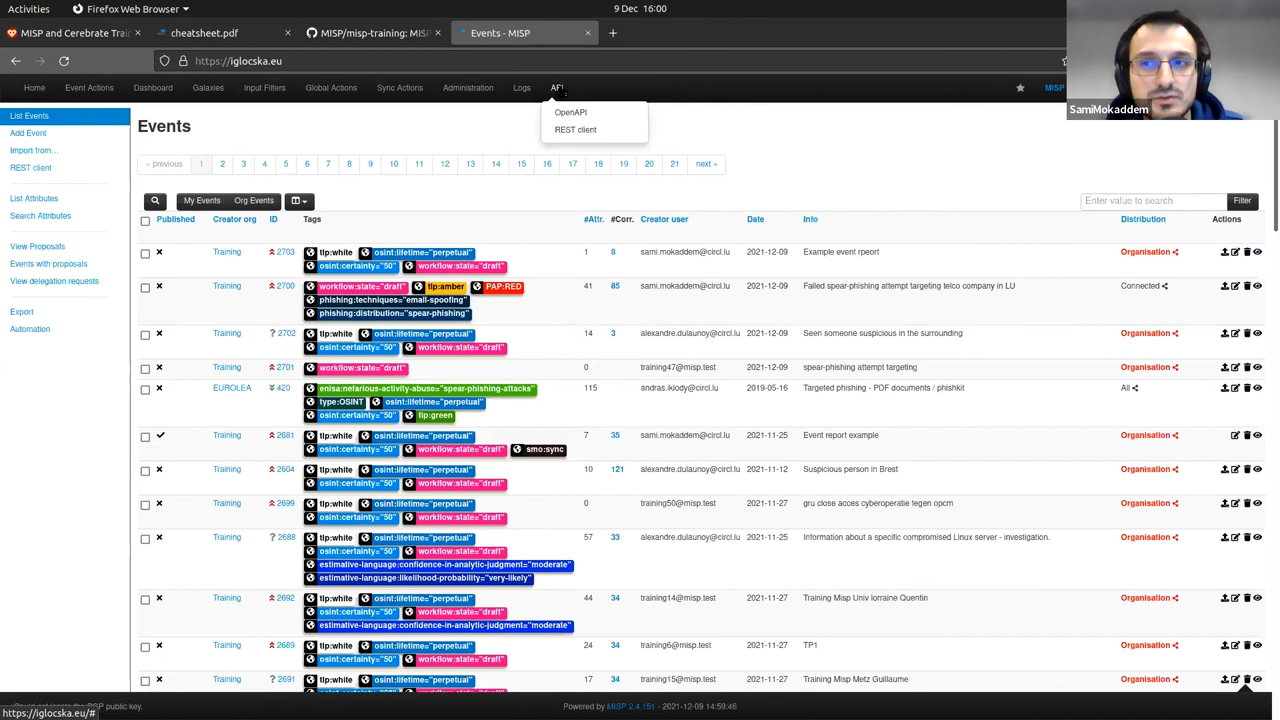 Activities
Firefox Web Browser
9 Dec 16:00
MISP and Cerebrate Trai
cheatsheet.pdf
MISP/misp-training: MISP
Events - MISP
https://iglocska.eu
Home Event Actions Dashboard Galaxies Input Filters Global Actions Sync Actions Administration Logs API MISP
SamiMokaddem
OpenAPI
REST client
List Events
Add Event
Import from…
REST client
List Attributes
Search Attributes
View Proposals
Events with proposals
View delegation requests
Export
Automation
Events
« previous 1 2 3 4 5 6 7 8 9 10 11 12 13 14 15 16 17 18 19 20 21 next »
My Events Org Events
Enter value to search Filter
Published Creator org ID Tags #Attr. #Corr. Creator user Date Info Distribution Actions
Training 2703 tlp:white osint:lifetime="perpetual" 1 8 sami.mokaddem@circl.lu 2021-12-09 Example event rpeort Organisation
osint:certainty="50" workflow:state="draft"
Training 2700 workflow:state="draft" tlp:amber PAP:RED 41 85 sami.mokaddem@circl.lu 2021-12-09 Failed spear-phishing attempt targeting telco company in LU Connected
phishing:techniques="email-spoofing"
phishing:distribution="spear-phishing"
Training 2702 tlp:white osint:lifetime="perpetual" 14 3 alexandre.dulaunoy@circl.lu 2021-12-09 Seen someone suspicious in the surrounding Organisation
osint:certainty="50" workflow:state="draft"
Training 2701 workflow:state="draft" 0 training47@misp.test 2021-12-09 spear-phishing attempt targeting Organisation
EUROLEA 420 enisa:nefarious-activity-abuse="spear-phishing-attacks" 115 andras.iklody@circl.lu 2019-05-16 Targeted phishing - PDF documents / phishkit All
type:OSINT osint:lifetime="perpetual"
osint:certainty="50" tlp:green
Training 2681 tlp:white osint:lifetime="perpetual" 7 35 sami.mokaddem@circl.lu 2021-11-25 Event report example Organisation
osint:certainty="50" workflow:state="draft" smo:sync
Training 2604 tlp:white osint:lifetime="perpetual" 10 121 alexandre.dulaunoy@circl.lu 2021-11-12 Suspicious person in Brest Organisation
osint:certainty="50" workflow:state="draft"
Training 2699 tlp:white osint:lifetime="perpetual" 0 training50@misp.test 2021-11-27 gru close acces cyberoperatie tegen opcm Organisation
osint:certainty="50" workflow:state="draft"
Training 2688 tlp:white osint:lifetime="perpetual" 57 33 alexandre.dulaunoy@circl.lu 2021-11-25 Information about a specific compromised Linux server - investigation. Organisation
osint:certainty="50" workflow:state="draft"
estimative-language:confidence-in-analytic-judgment="moderate"
estimative-language:likelihood-probability="very-likely"
Training 2692 tlp:white osint:lifetime="perpetual" 44 34 training14@misp.test 2021-11-27 Training Misp Univ lorraine Quentin Organisation
osint:certainty="50" workflow:state="draft"
estimative-language:confidence-in-analytic-judgment="moderate"
Training 2689 tlp:white osint:lifetime="perpetual" 24 34 training6@misp.test 2021-11-27 TP1 Organisation
osint:certainty="50" workflow:state="draft"
Training 2691 tlp:white osint:lifetime="perpetual" 17 34 training15@misp.test 2021-11-27 Training Misp Metz Guillaume Organisation
PGP public key.
Powered by MISP 2.4.151 - 2021-12-09 14:59:46
https://iglocska.eu/#